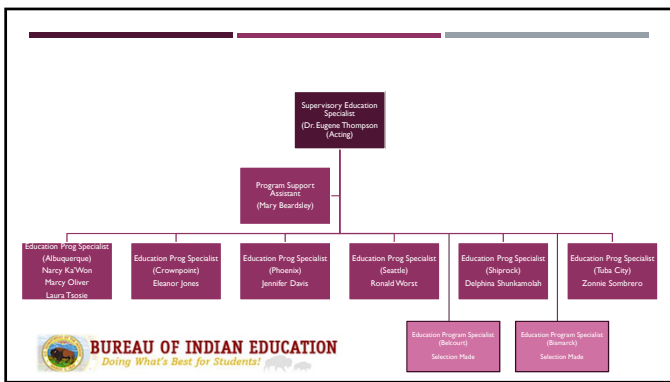 Supervisory Education
Specialist
(Dr. Eugene Thompson
(Acting)
Program Support
Assistant
(Mary Beardsley)
Education Prog Specialist
(Albuquerque)
Narcy Ka'Won
Marcy Oliver
Laura Tsosie
Education Prog Specialist
(Crownpoint)
Eleanor Jones
Education Prog Specialist
(Phoenix)
Jennifer Davis
Education Prog Specialist
(Seattle)
Ronald Worst
Education Prog Specialist
(Shiprock)
Delphina Shunkamolah
Education Prog Specialist
(Tuba City)
Zonnie Sombrero
Education Program Specialist
(Belcourt)
Selection Made
Education Program Specialist
(Bismarck)
Selection Made
BUREAU OF INDIAN EDUCATION
Doing What's Best for Students!